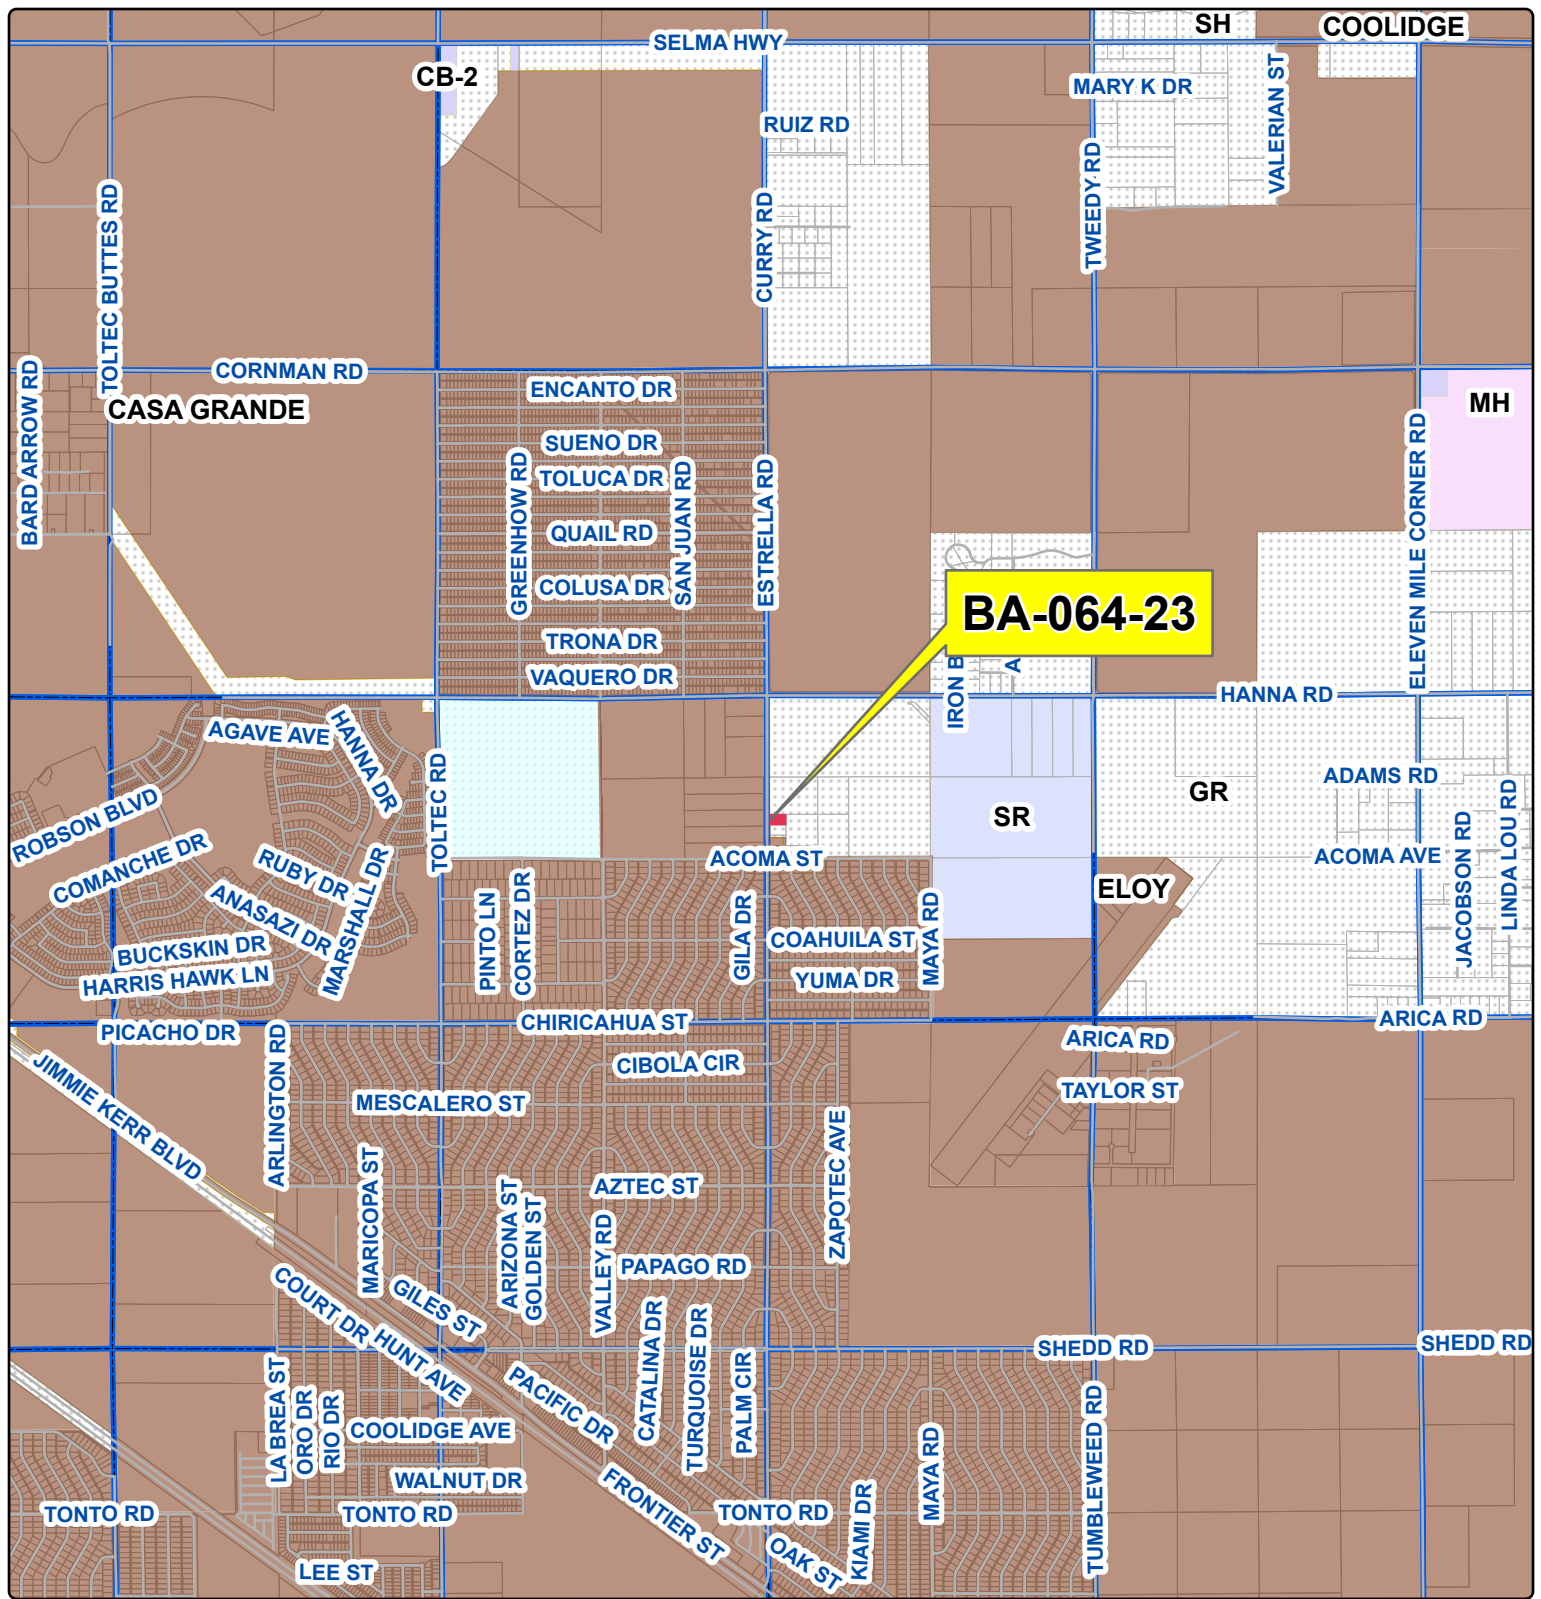 SH
COOLIDGE
SELMA HWY
CB-2
MARY K DR
VALERIAN ST
RUIZ RD
TWEEDY RD
TOLTEC BUTTES RD
CURRY RD
CORNMAN RD
BARD ARROW RD
CASA GRANDE
ENCANTO DR
MH
SUENO DR
TOLUCA DR
GREENHOW RD
SAN JUAN RD
ESTRELLA RD
ELEVEN MILE CORNER RD
QUAIL RD
COLUSA DR
BA-064-23
TRONA DR
IRON B
A
VAQUERO DR
HANNA RD
AGAVE AVE
HANNA DR
TOLTEC RD
ADAMS RD
GR
ROBSON BLVD
SR
JACOBSON RD
LINDA LOU RD
COMANCHE DR
RUBY DR
ACOMA ST
ACOMA AVE
ANASAZI DR
MARSHALL DR
ELOY
PINTO LN
CORTEZ DR
GILA DR
COAHUILA ST
MAYA RD
BUCKSKIN DR
HARRIS HAWK LN
YUMA DR
CHIRICAHUA ST
ARICA RD
PICACHO DR
ARICA RD
ARLINGTON RD
CIBOLA CIR
JIMMIE KERR BLVD
TAYLOR ST
MESCALERO ST
ZAPOTEC AVE
MARICOPA ST
AZTEC ST
ARIZONA ST
GOLDEN ST
VALLEY RD
PAPAGO RD
COURT DR
GILES ST
CATALINA DR
TURQUOISE DR
SHEDD RD
SHEDD RD
HUNT AVE
PALM CIR
LA BREA ST
ORO DR
RIO DR
PACIFIC DR
COOLIDGE AVE
MAYA RD
TUMBLEWEED RD
WALNUT DR
FRONTIER ST
TONTO RD
TONTO RD
TONTO RD
KIAMI DR
OAK ST
LEE ST